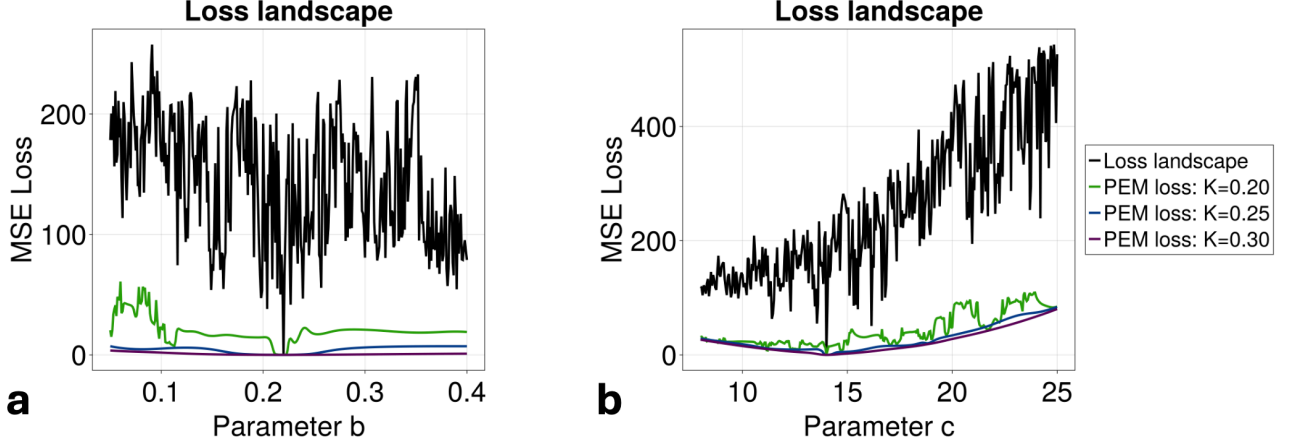 Loss landscape
MSE Loss
200
100
0
0.1 0.2 0.3 0.4
Parameter b
a
Loss landscape
MSE Loss
400
200
0
10 15 20 25
Parameter c
b
Loss landscape
PEM loss: K=0.20
PEM loss: K=0.25
PEM loss: K=0.30